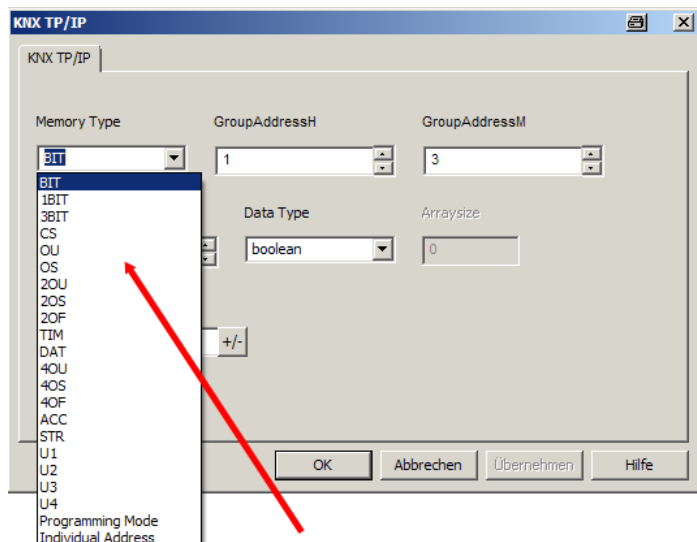 KNX TP/IP
KNX TP/IP
Memory Type GroupAddressH GroupAddressM
BIT 1 3
BIT
1BIT
3BIT
CS
Data Type Arraysize
OU
boolean 0
OS
2OU
2OS
2OF
TIM
+/-
DAT
4OU
4OS
4OF
ACC
STR
U1
U2
OK Abbrechen Übernehmen Hilfe
U3
U4
Programming Mode
Individual Address